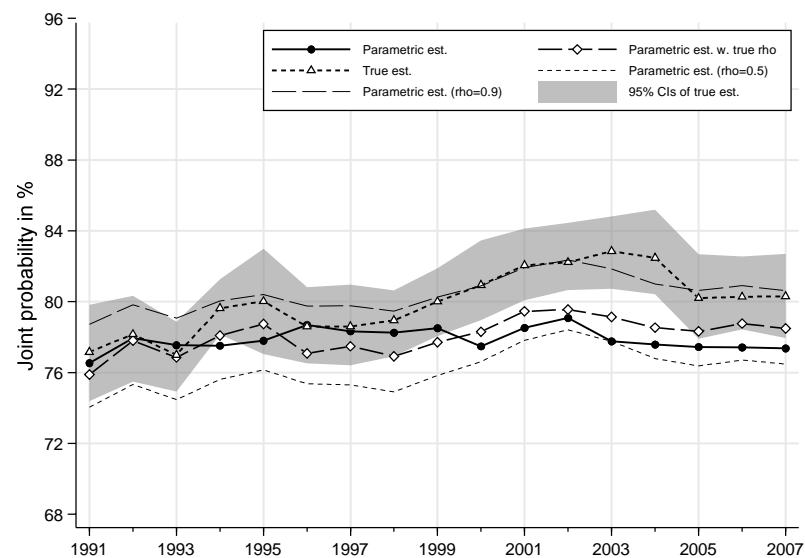 96
92
88
84
80
76
72
68
Joint probability in %
Parametric est.
Parametric est. w. true rho
True est.
Parametric est. (rho=0.5)
Parametric est. (rho=0.9)
95% CIs of true est.
1991 1993 1995 1997 1999 2001 2003 2005 2007